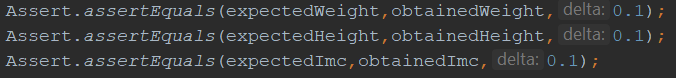 Assert.assertEquals(expectedWeight,obtainedWeight, delta: 0.1);
Assert.assertEquals(expectedHeight,obtainedHeight, delta: 0.1);
Assert.assertEquals(expectedImc,obtainedImc, delta: 0.1);